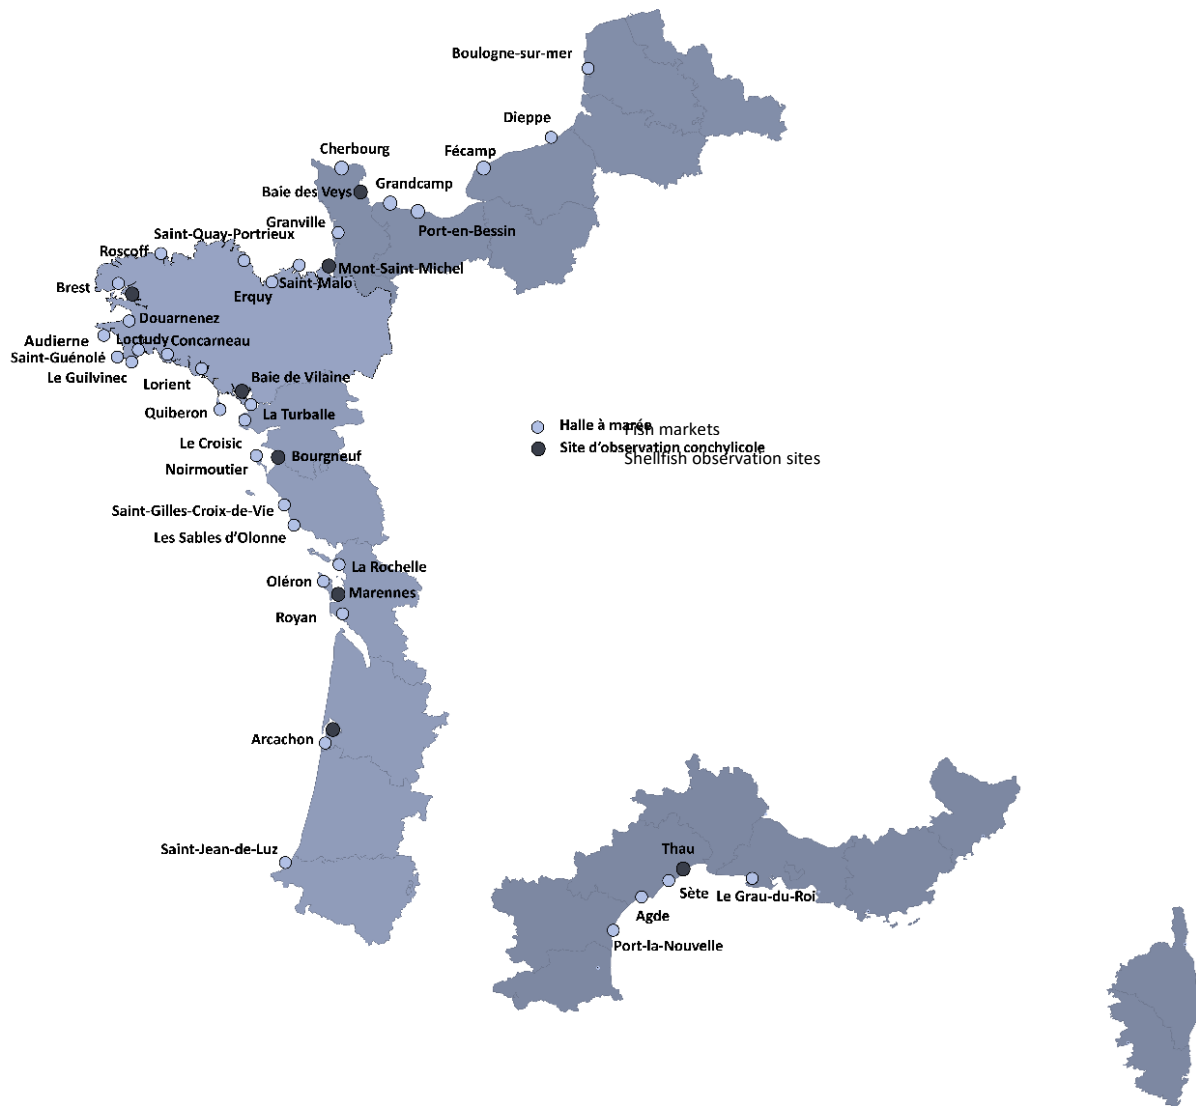 Boulogne-sur-mer
Dieppe
Cherbourg
Fécamp
Baie des Veys
Grandcamp
Granville
Port-en-Bessin
Saint-Quay-Portrieux
Roscoff
Mont-Saint-Michel
Saint-Malo
Brest
Erquy
Douarnenez
Audierne
Loctudy
Concarneau
Saint-Guénolé
Le Guilvinec
Lorient
Baie de Vilaine
Quiberon
La Turballe
Le Croisic
Bourgneuf
Noirmoutier
Halle à marée
Fish markets
Site d'observation conchylicole
Shellfish observation sites
Saint-Gilles-Croix-de-Vie
Les Sables d'Olonne
La Rochelle
Oléron
Marennes
Royan
Arcachon
Saint-Jean-de-Luz
Thau
Sète
Le Grau-du-Roi
Agde
Port-la-Nouvelle